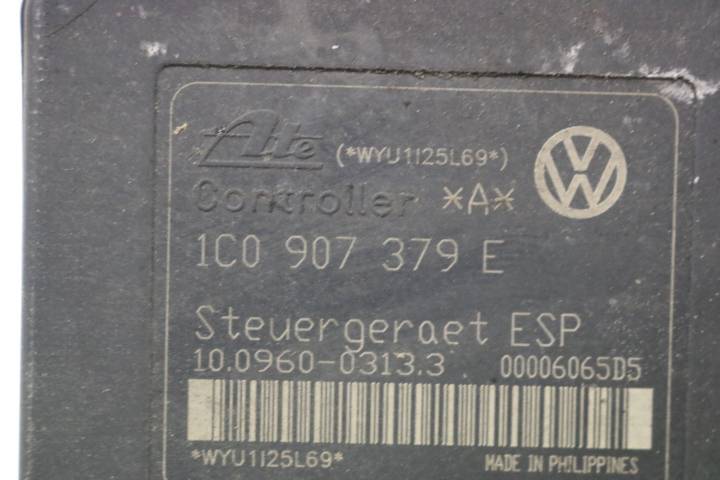 Ate (*WYU1I25L69*)
Controller *A*
1C0 907 379 E
Steuergeraet ESP
10.0960-0313.3 00006065D5
*WYU1I25L69* MADE IN PHILIPPINES